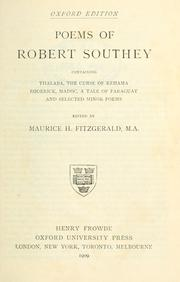 OXFORD EDITION
POEMS OF
ROBERT SOUTHEY
CONTAINING
THALABA, THE CURSE OF KEHAMA
RODERICK, MADOC, A TALE OF PARAGUAY
AND SELECTED MINOR POEMS
EDITED BY
MAURICE H. FITZGERALD, M.A.
HENRY FROWDE
OXFORD UNIVERSITY PRESS
LONDON, NEW YORK, TORONTO, MELBOURNE
1909